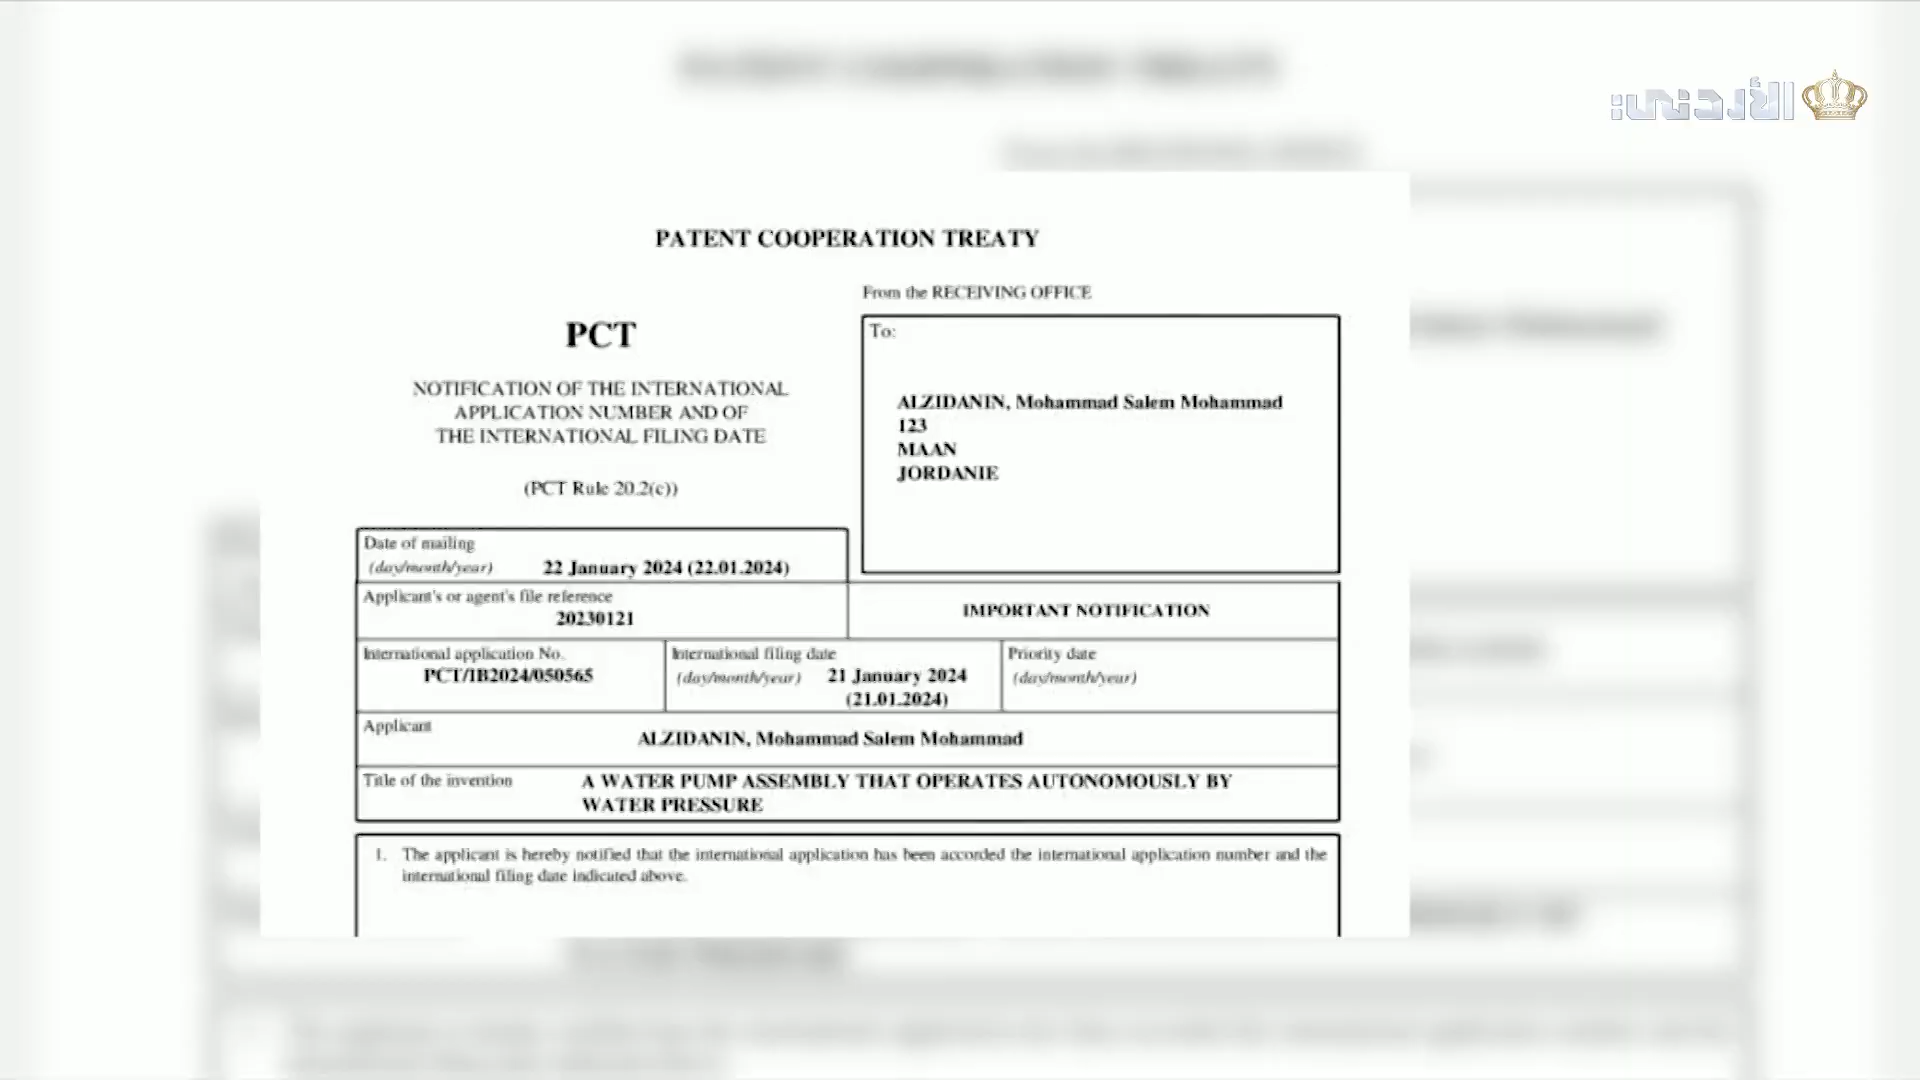 الأردني:
PATENT COOPERATION TREATY
From the RECEIVING OFFICE
PCT
NOTIFICATION OF THE INTERNATIONAL
APPLICATION NUMBER AND OF
THE INTERNATIONAL FILING DATE
(PCT Rule 20.2(c))
To:
ALZIDANIN, Mohammad Salem Mohammad
123
MAAN
JORDANIE
Date of mailing
(day/month/year) 22 January 2024 (22.01.2024)
Applicant's or agent's file reference
20230121
IMPORTANT NOTIFICATION
International application No.
PCT/IB2024/050565
International filing date
(day/month/year) 21 January 2024
(21.01.2024)
Priority date
(day/month/year)
Applicant
ALZIDANIN, Mohammad Salem Mohammad
Title of the invention A WATER PUMP ASSEMBLY THAT OPERATES AUTONOMOUSLY BY
WATER PRESSURE
1. The applicant is hereby notified that the international application has been accorded the international application number and the
international filing date indicated above.